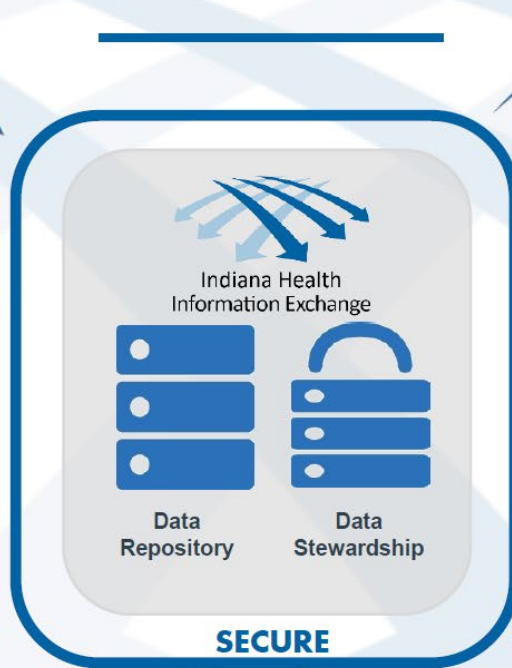 Indiana Health
Information Exchange
Data
Repository
Data
Stewardship
SECURE